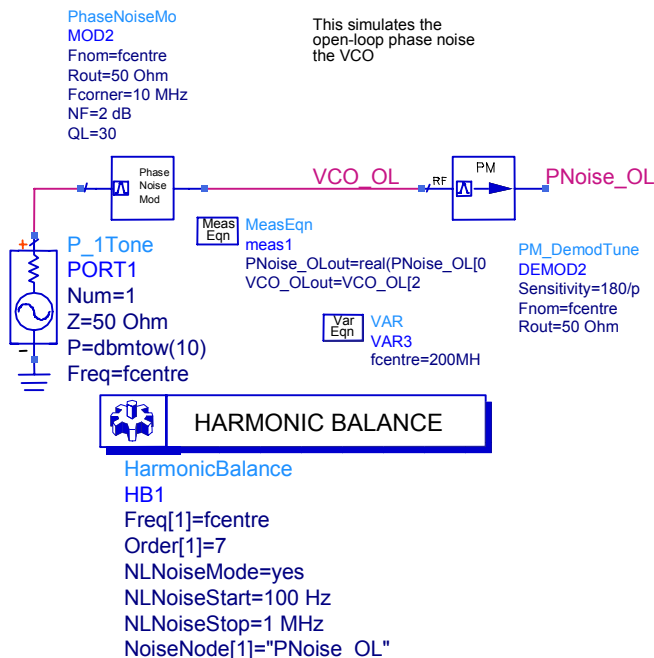 PhaseNoiseMo
MOD2
Fnom=fcentre
Rout=50 Ohm
Fcorner=10 MHz
NF=2 dB
QL=30
This simulates the
open-loop phase noise
the VCO
Phase
Noise
Mod
VCO_OL
RF
PM
PNoise_OL
Meas
Eqn
MeasEqn
meas1
PNoise_OLout=real(PNoise_OL[0
VCO_OLout=VCO_OL[2
P_1Tone
PORT1
Num=1
Z=50 Ohm
P=dbmtow(10)
Freq=fcentre
PM_DemodTune
DEMOD2
Sensitivity=180/p
Fnom=fcentre
Rout=50 Ohm
Var
Eqn
VAR
VAR3
fcentre=200MH
HARMONIC BALANCE
HarmonicBalance
HB1
Freq[1]=fcentre
Order[1]=7
NLNoiseMode=yes
NLNoiseStart=100 Hz
NLNoiseStop=1 MHz
NoiseNode[1]="PNoise_OL"